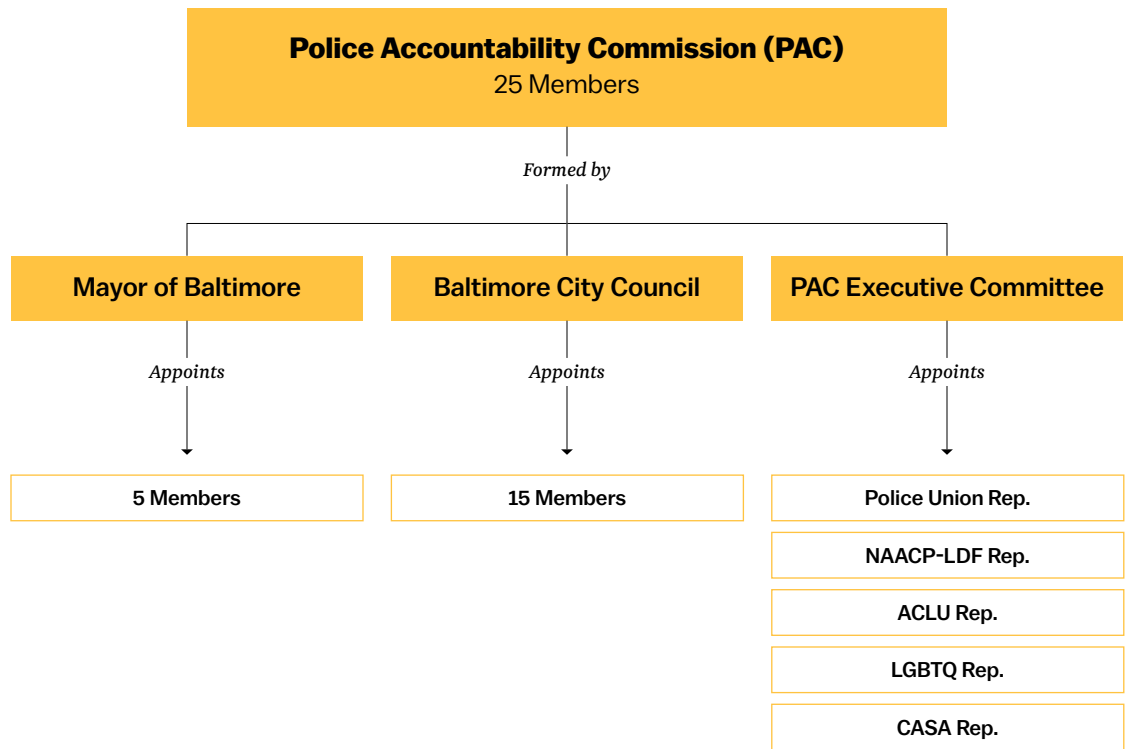 Police Accountability Commission (PAC)
25 Members
Formed by
Mayor of Baltimore
Baltimore City Council
PAC Executive Committee
Appoints
Appoints
Appoints
5 Members
15 Members
Police Union Rep.
NAACP-LDF Rep.
ACLU Rep.
LGBTQ Rep.
CASA Rep.